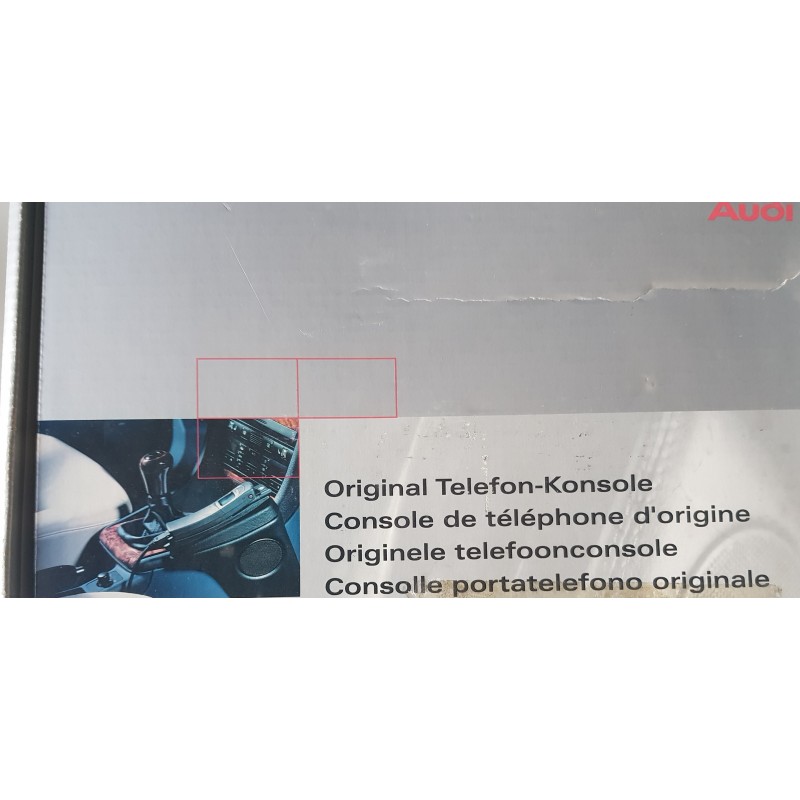 Audi
Original Telefon-Konsole
Console de téléphone d'origine
Originele telefoonconsole
Consolle portatelefono originale